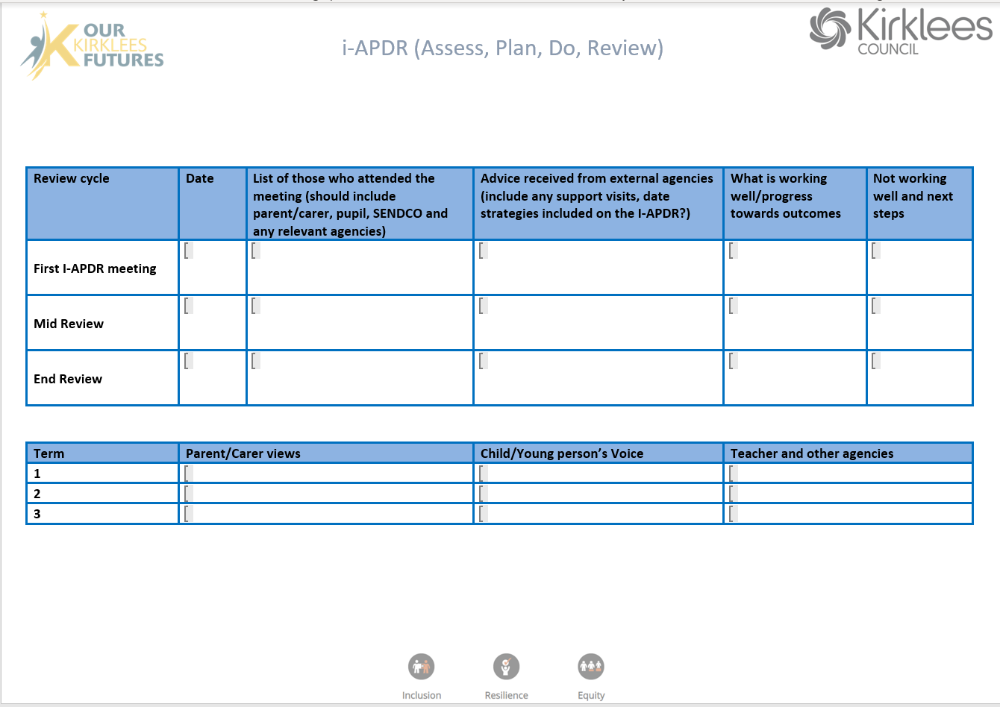 OUR
KIRKLEES
FUTURES
i-APDR (Assess, Plan, Do, Review)
Kirklees
COUNCIL
Review cycle
Date
List of those who attended the
meeting (should include
parent/carer, pupil, SENDCO and
any relevant agencies)
Advice received from external agencies
(include any support visits, date
strategies included on the I-APDR?)
What is working
well/progress
towards outcomes
Not working
well and next
steps
First I-APDR meeting
Mid Review
End Review
Term
Parent/Carer views
Child/Young person’s Voice
Teacher and other agencies
1
2
3
Inclusion
Resilience
Equity